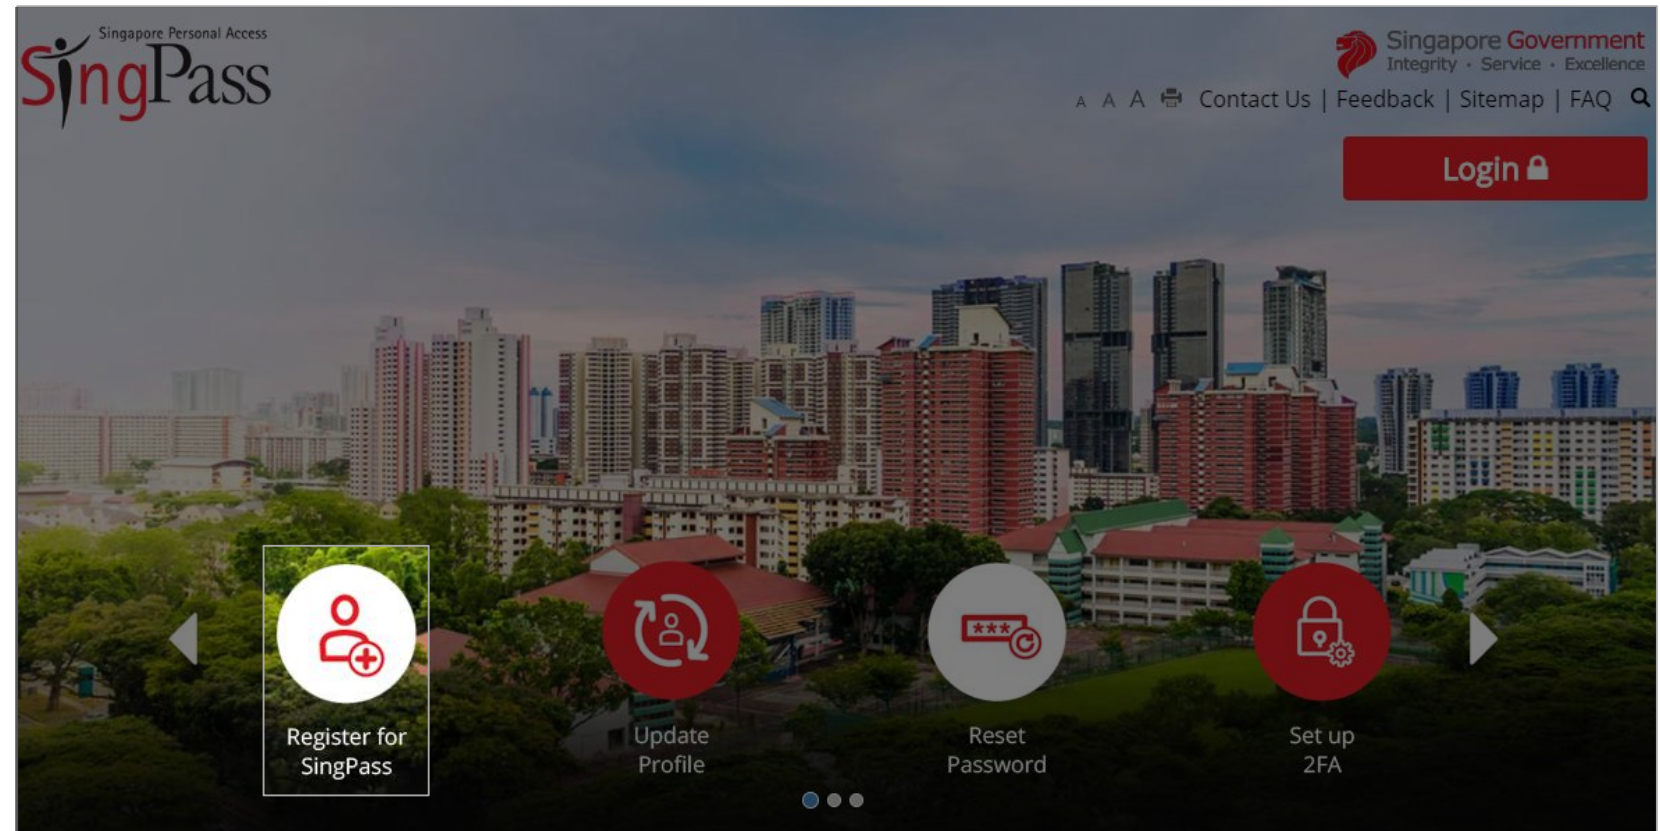 Singapore Personal Access
SingPass
Singapore Government
Integrity · Service · Excellence
A A A Contact Us | Feedback | Sitemap | FAQ
Login
***
Register for
SingPass
Update
Profile
Reset
Password
Set up
2FA